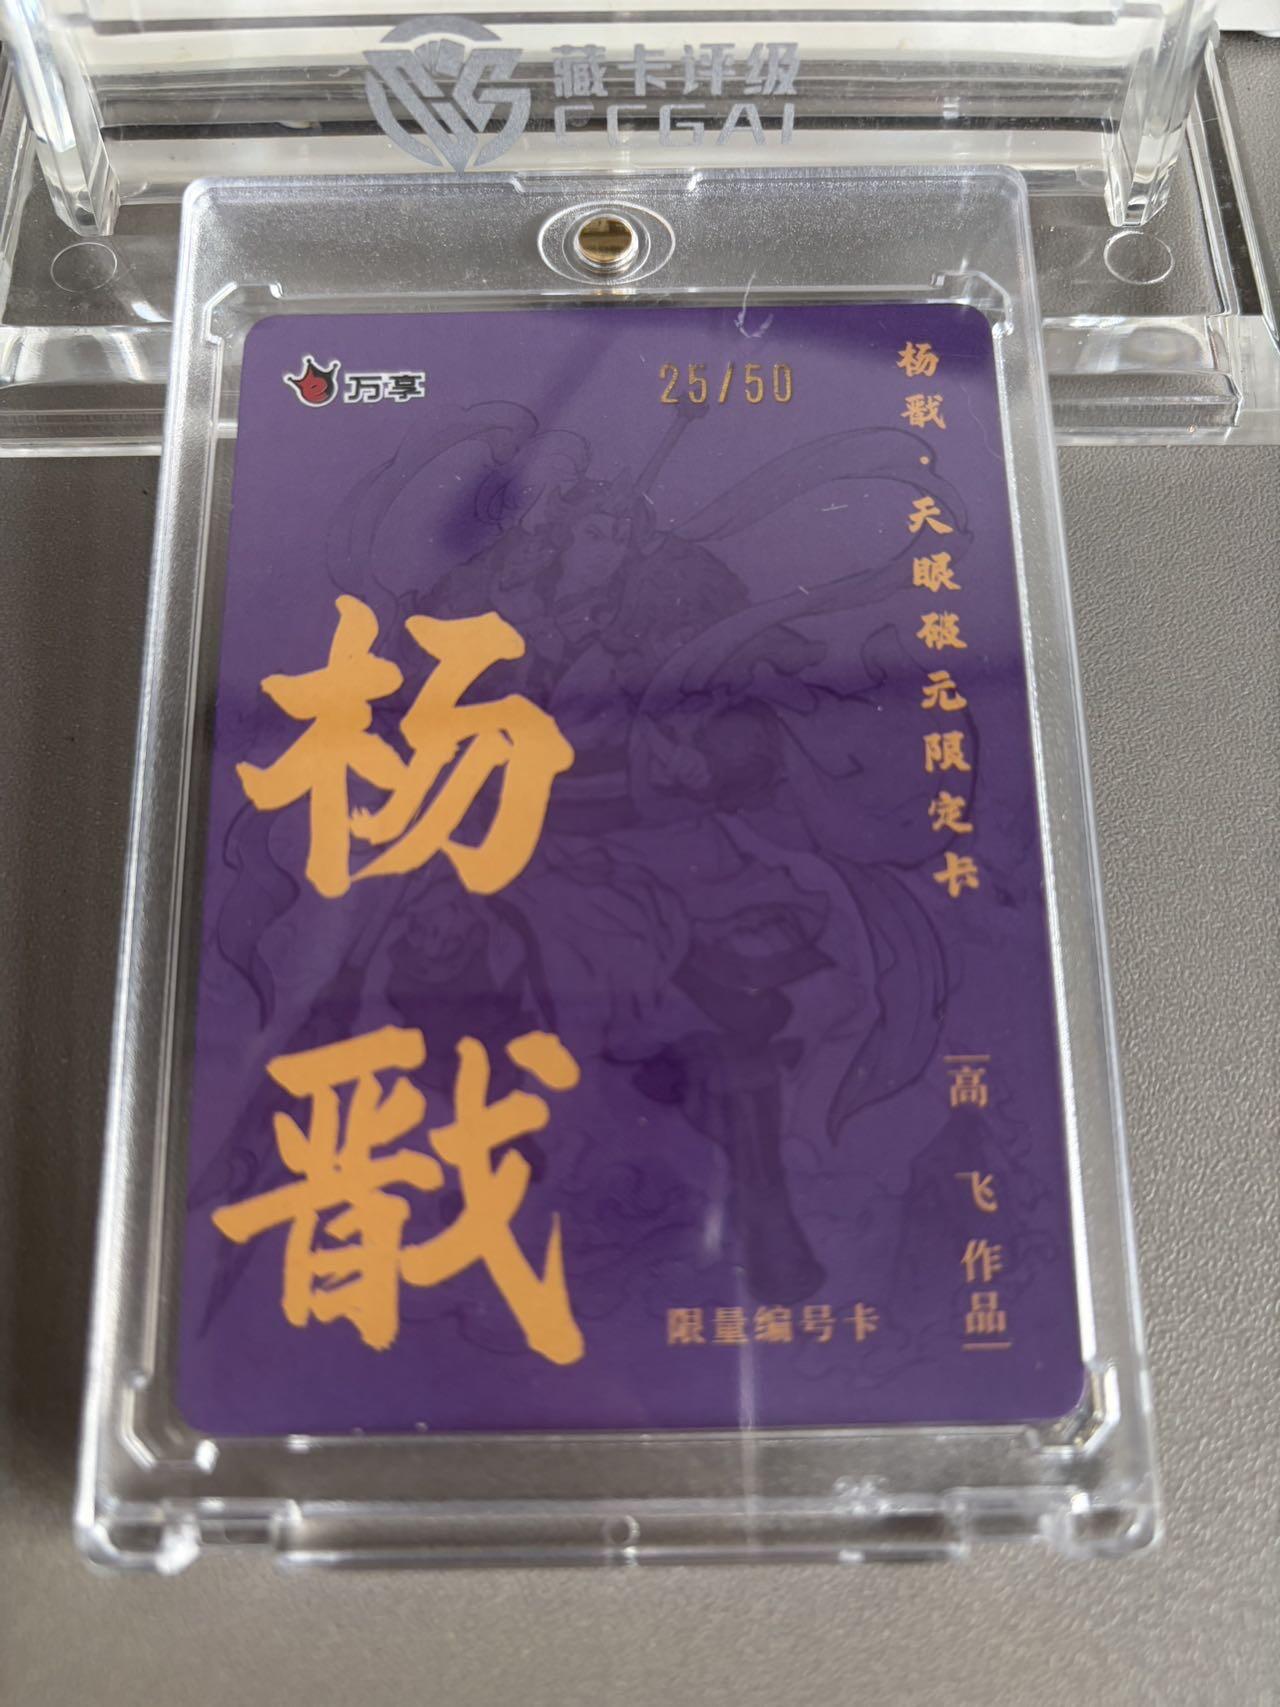 藏卡评级
CCGAI
万享
25/50
杨戬·天眼破元限定卡
杨戬
高飞作品
限量编号卡